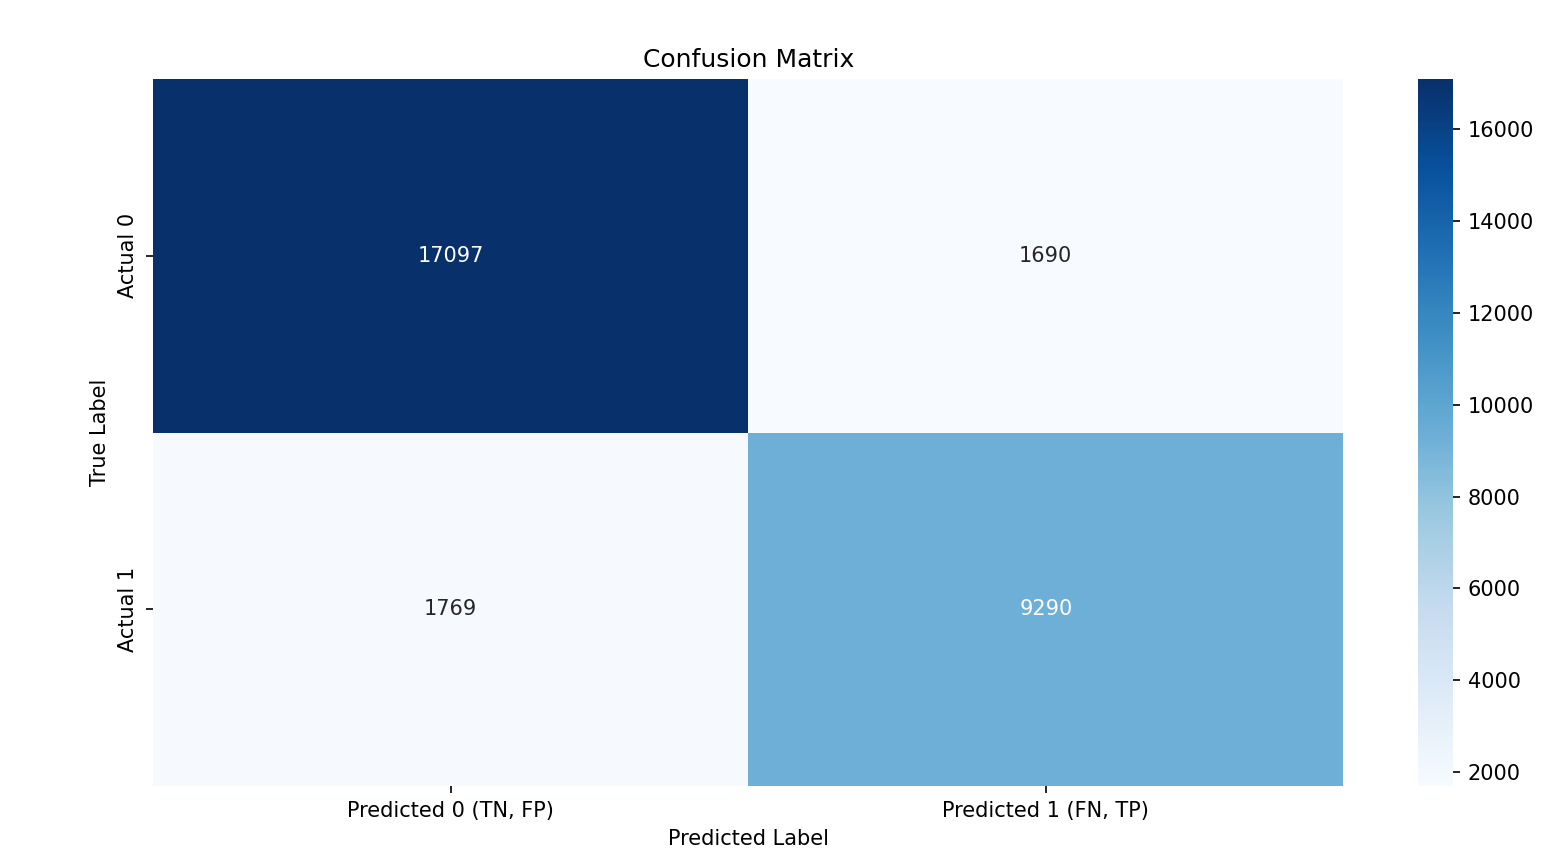 Confusion Matrix
True Label
Actual 0
Actual 1
17097
1690
1769
9290
Predicted 0 (TN, FP)
Predicted 1 (FN, TP)
Predicted Label
16000
14000
12000
10000
8000
6000
4000
2000